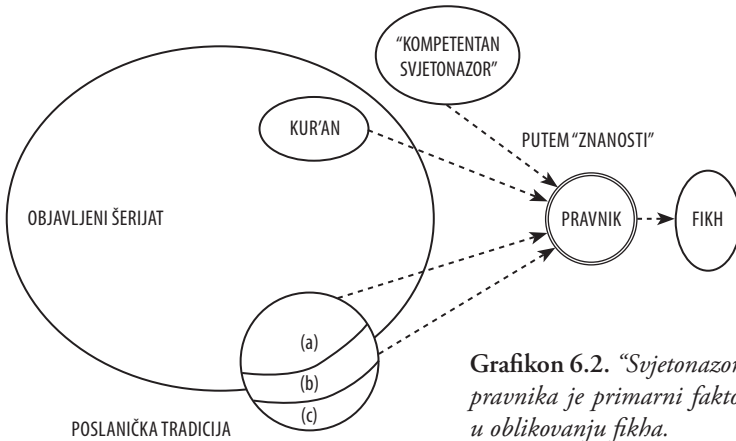 “KOMPETENTAN
SVJETONAZOR”
KUR’AN
PUTEM “ZNANOSTI”
OBJAVLJENI ŠERIJAT
PRAVNIK
FIKH
(a)
(b)
(c)
POSLANIČKA TRADICIJA
Grafikon 6.2. “Svjetonazor
pravnika je primarni fakto
u oblikovanju fikha.